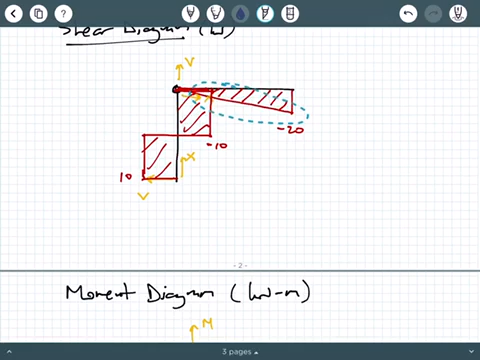 Shear Diagram (kN)
V
-20
-10
x
10
V
- 2 -
Moment Diagram (kN-m)
M
3 pages